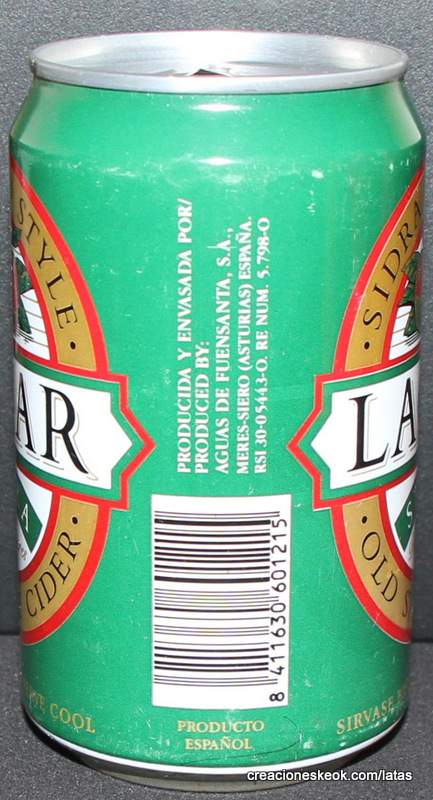 PRODUCIDA Y ENVASADA POR/
PRODUCED BY:
AGUAS DE FUENSANTA, S.A.,
MERES-SIERO (ASTURIAS) ESPAÑA.
RSI 30-05443-O. RE NUM. 5.798-O
STYLE ·
AR
A
CIDER ·
COOL
8 411630 601215
PRODUCTO
ESPAÑOL
· SIDRA
LA
S
· OLD S
SIRVASE
creacioneskeok.com/latas